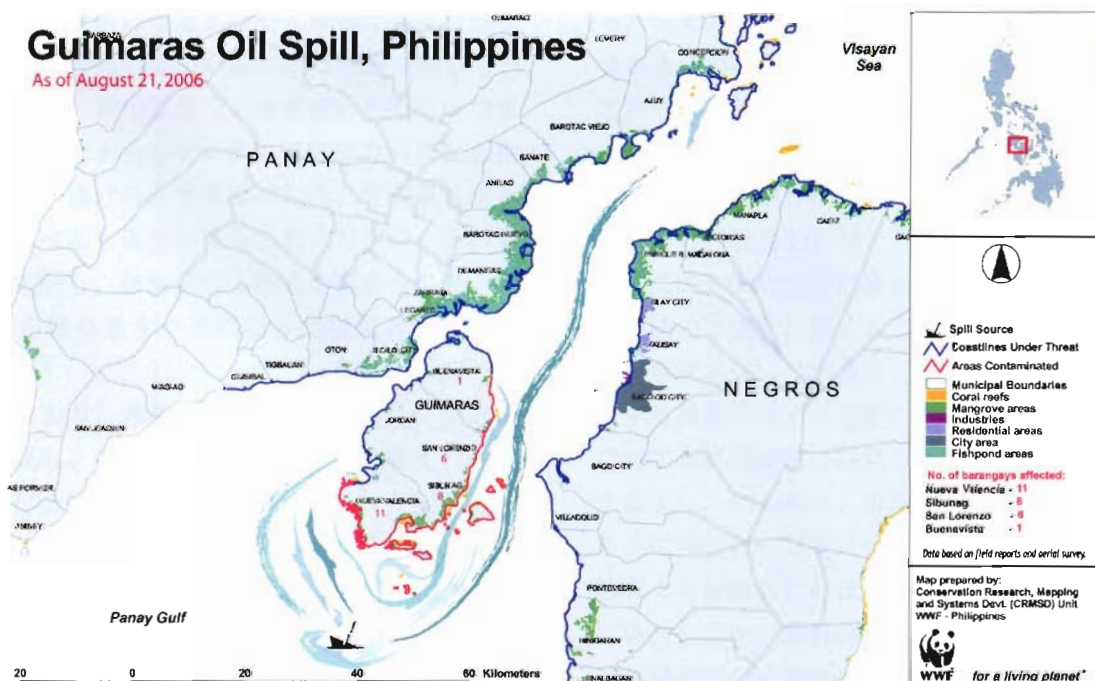 Guimaras Oil Spill, Philippines
As of August 21, 2006
Visayan
Sea
LEMERY
CONCEPCION
AJUY
BAROTAC VIEJO
BANATE
ANILAO
BAROTAC NUEVO
DUMANGAS
ZARRAGA
LEGANES
ILOILO CITY
OTON
TIGBAUAN
GUIMBAL
MIAGAO
SAN JOAQUIN
PANAY
BUENAVISTA
1
GUIMARAS
JORDAN
SAN LORENZO
6
SIBUNAG
8
NUEVA VALENCIA
11
MANAPLA
CADIZ
VICTORIAS
ENRIQUE B. MAGALONA
SILAY CITY
TALISAY
BACOLOD CITY
NEGROS
BAGO CITY
VILLADOLID
PONTEVEDRA
HINIGARAN
BINALBAGAN
Panay Gulf
20 0 20 40 60 Kilometers
Spill Source
Coastlines Under Threat
Areas Contaminated
Municipal Boundaries
Coral reefs
Mangrove areas
Industries
Residential areas
City area
Fishpond areas
No. of barangays affected:
Nueva Valencia - 11
Sibunag - 8
San Lorenzo - 6
Buenavista - 1
Data based on field reports and aerial survey.
Map prepared by:
Conservation Research, Mapping
and Systems Devt. (CRMSD) Unit
WWF - Philippines
WWF
for a living planet®